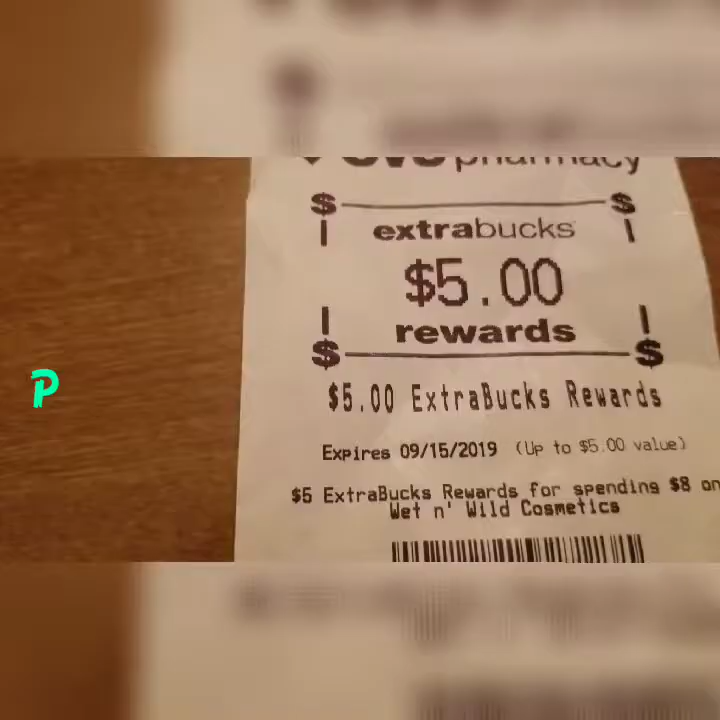 CVS pharmacy
$ $
extrabucks
$5.00
rewards
$ $
$5.00 ExtraBucks Rewards
Expires 09/15/2019 (Up to $5.00 value)
$5 ExtraBucks Rewards for spending $8 on
Wet n' Wild Cosmetics
P